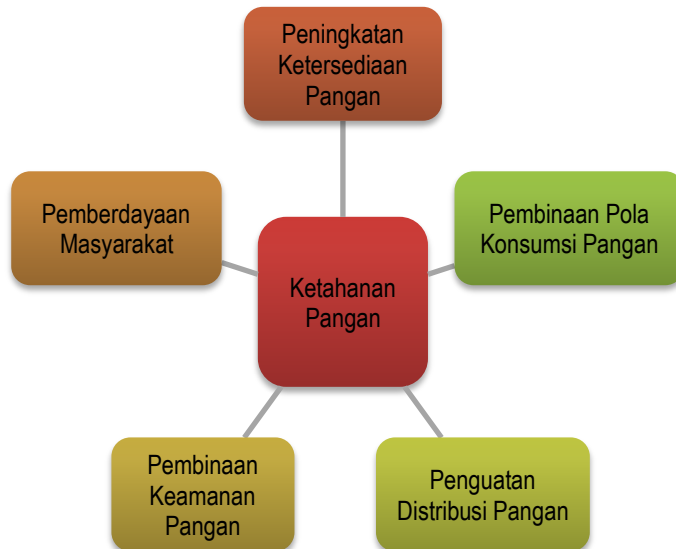 Peningkatan
Ketersediaan
Pangan
Pemberdayaan
Masyarakat
Pembinaan Pola
Konsumsi Pangan
Ketahanan
Pangan
Pembinaan
Keamanan
Pangan
Penguatan
Distribusi Pangan